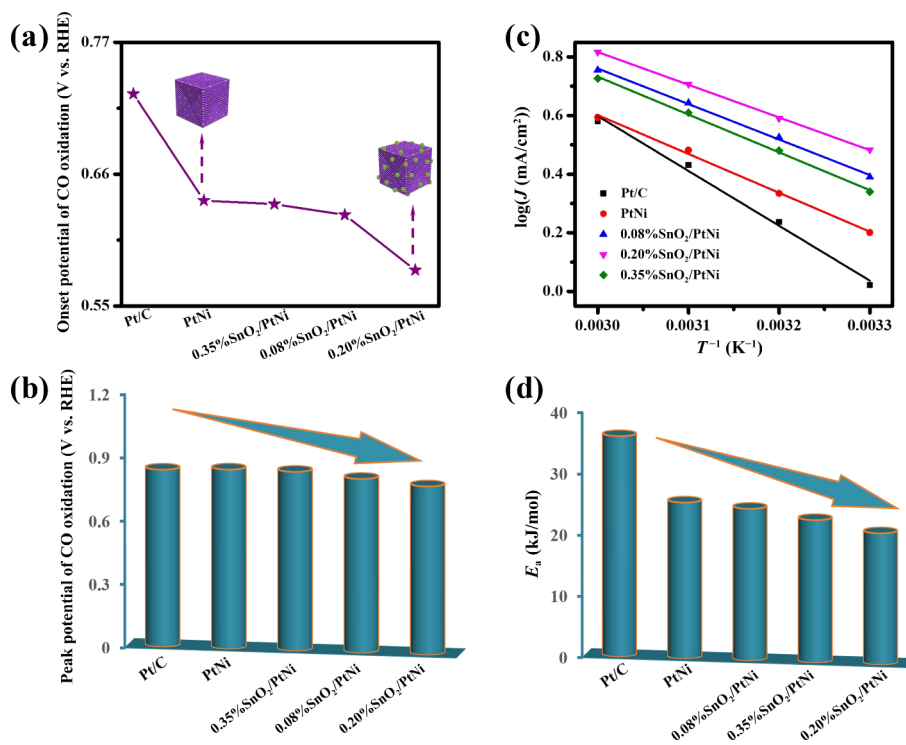 (a)
Onset potential of CO oxidation (V vs. RHE)
0.77
0.66
0.55
Pt/C
PtNi
0.35%SnO₂/PtNi
0.08%SnO₂/PtNi
0.20%SnO₂/PtNi
(c)
log(J (mA/cm²)
0.8
0.6
0.4
0.2
0.0
Pt/C
PtNi
0.08%SnO₂/PtNi
0.20%SnO₂/PtNi
0.35%SnO₂/PtNi
0.0030
0.0031
0.0032
0.0033
T⁻¹ (K⁻¹)
(b)
Peak potential of CO oxidation (V vs. RHE)
1.2
0.9
0.6
0.3
0
Pt/C
PtNi
0.35%SnO₂/PtNi
0.08%SnO₂/PtNi
0.20%SnO₂/PtNi
(d)
Eₐ (kJ/mol)
40
30
20
10
0
Pt/C
PtNi
0.08%SnO₂/PtNi
0.35%SnO₂/PtNi
0.20%SnO₂/PtNi